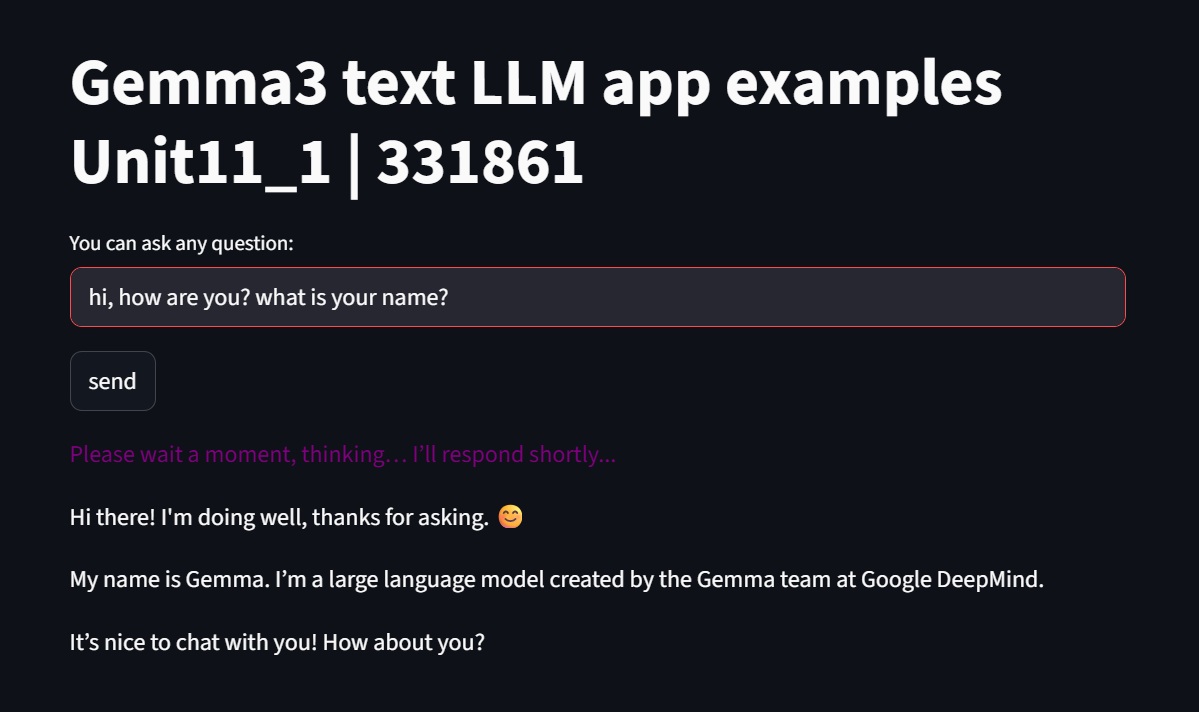 Gemma3 text LLM app examples
Unit11_1 | 331861
You can ask any question:
hi, how are you? what is your name?
send
Please wait a moment, thinking… I’ll respond shortly...
Hi there! I'm doing well, thanks for asking. 😊
My name is Gemma. I’m a large language model created by the Gemma team at Google DeepMind.
It’s nice to chat with you! How about you?